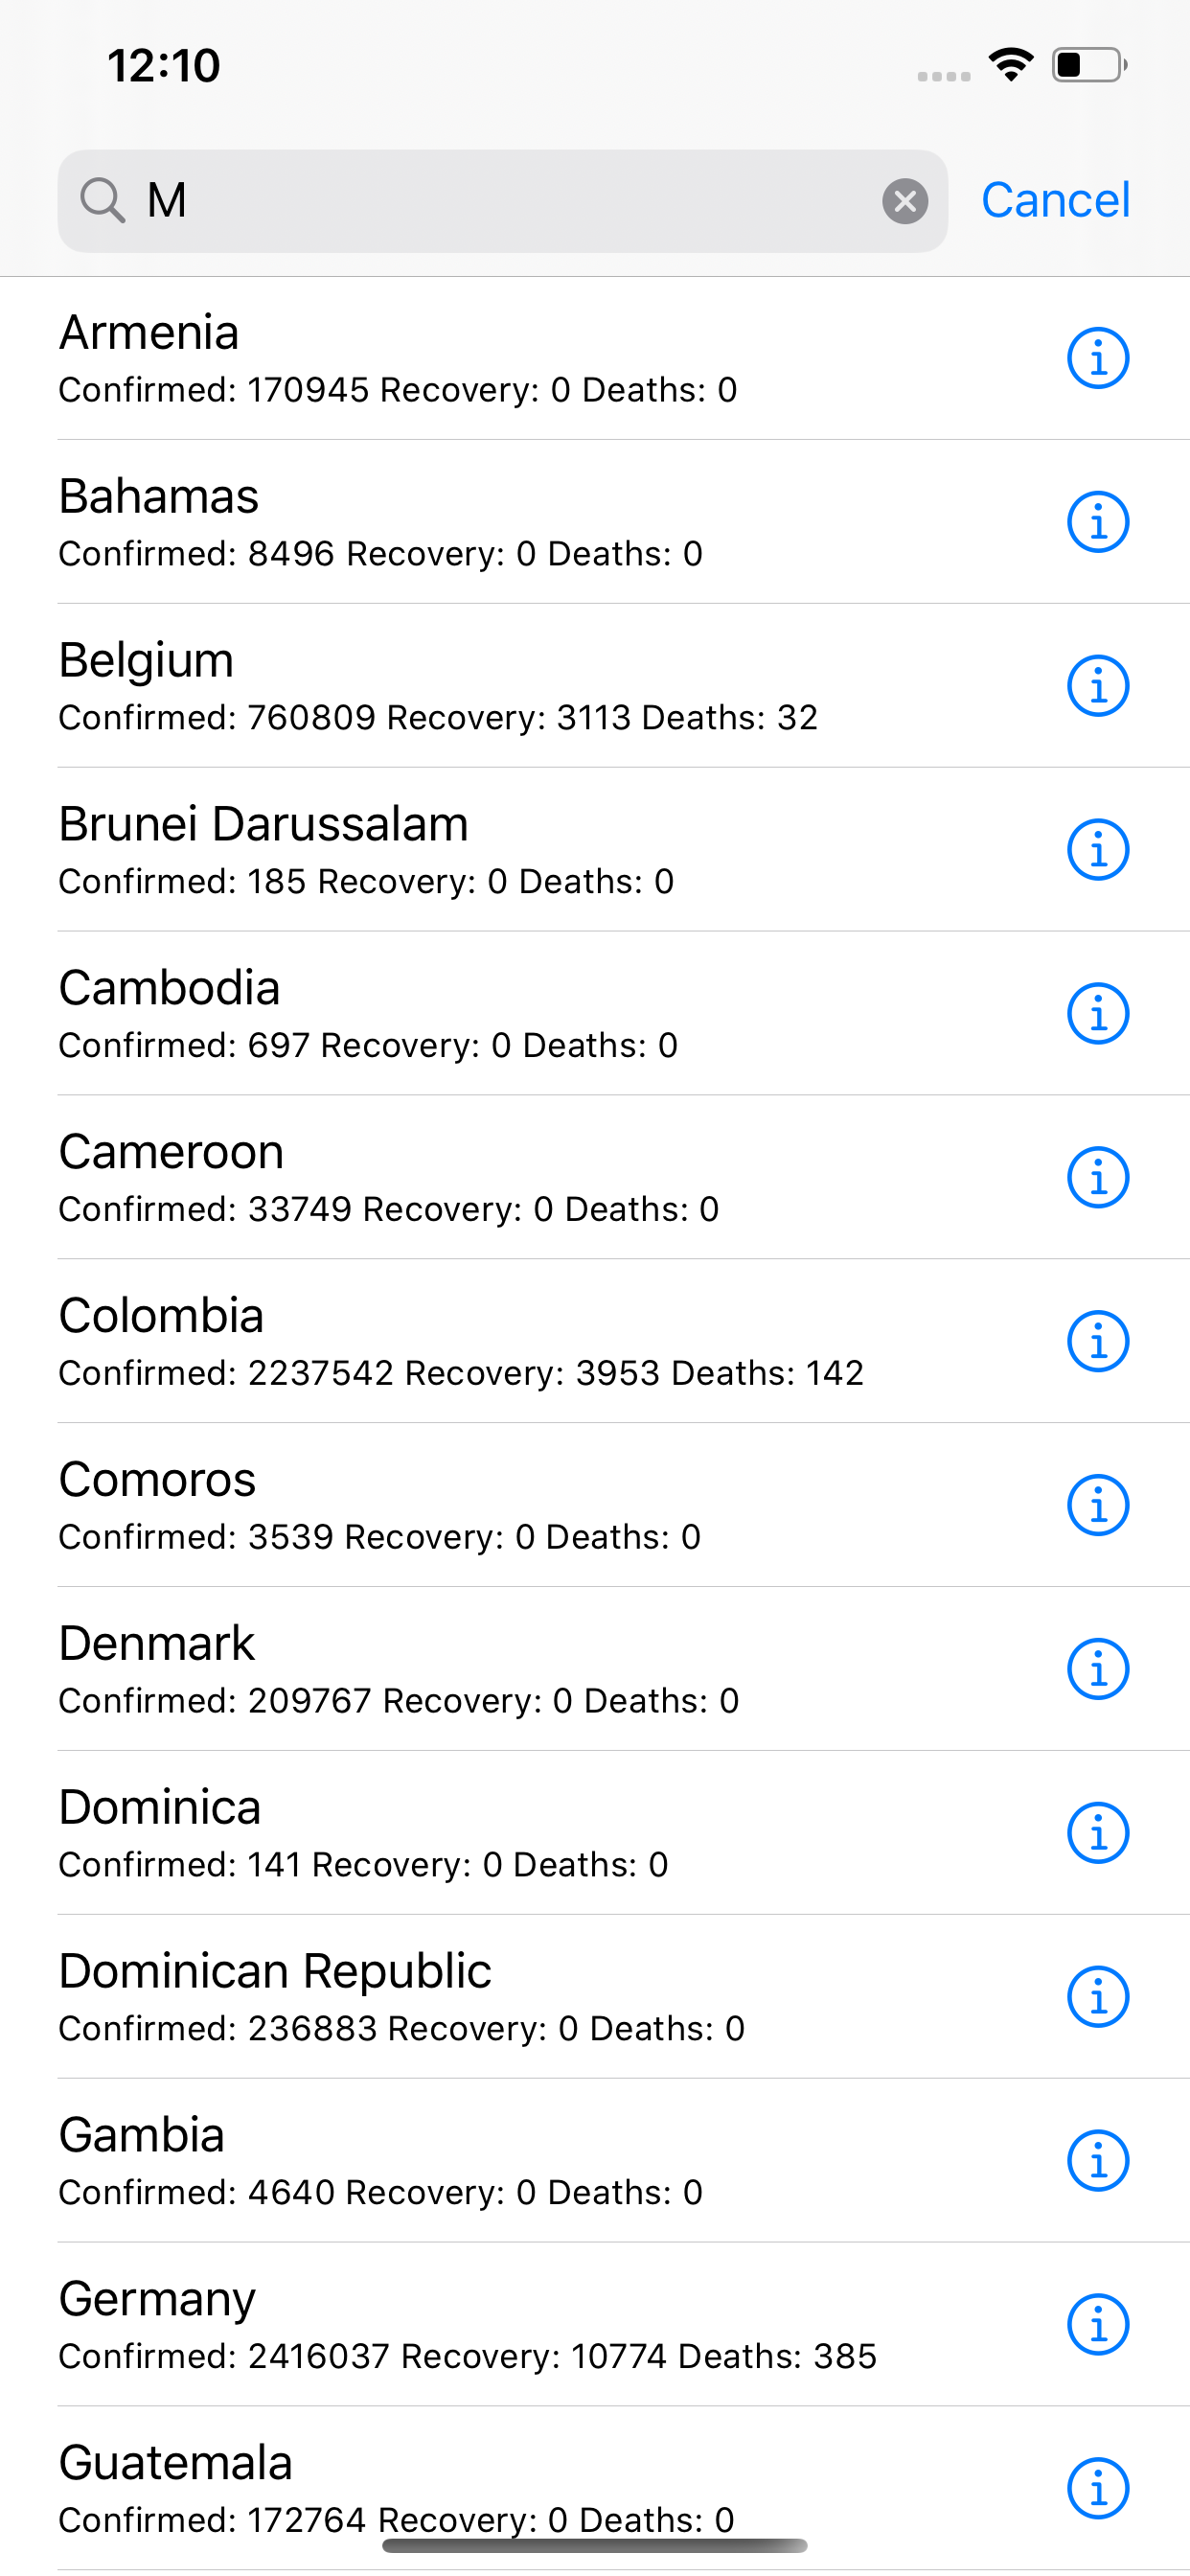 12:10
M
Cancel
Armenia
Confirmed: 170945 Recovery: 0 Deaths: 0
Bahamas
Confirmed: 8496 Recovery: 0 Deaths: 0
Belgium
Confirmed: 760809 Recovery: 3113 Deaths: 32
Brunei Darussalam
Confirmed: 185 Recovery: 0 Deaths: 0
Cambodia
Confirmed: 697 Recovery: 0 Deaths: 0
Cameroon
Confirmed: 33749 Recovery: 0 Deaths: 0
Colombia
Confirmed: 2237542 Recovery: 3953 Deaths: 142
Comoros
Confirmed: 3539 Recovery: 0 Deaths: 0
Denmark
Confirmed: 209767 Recovery: 0 Deaths: 0
Dominica
Confirmed: 141 Recovery: 0 Deaths: 0
Dominican Republic
Confirmed: 236883 Recovery: 0 Deaths: 0
Gambia
Confirmed: 4640 Recovery: 0 Deaths: 0
Germany
Confirmed: 2416037 Recovery: 10774 Deaths: 385
Guatemala
Confirmed: 172764 Recovery: 0 Deaths: 0